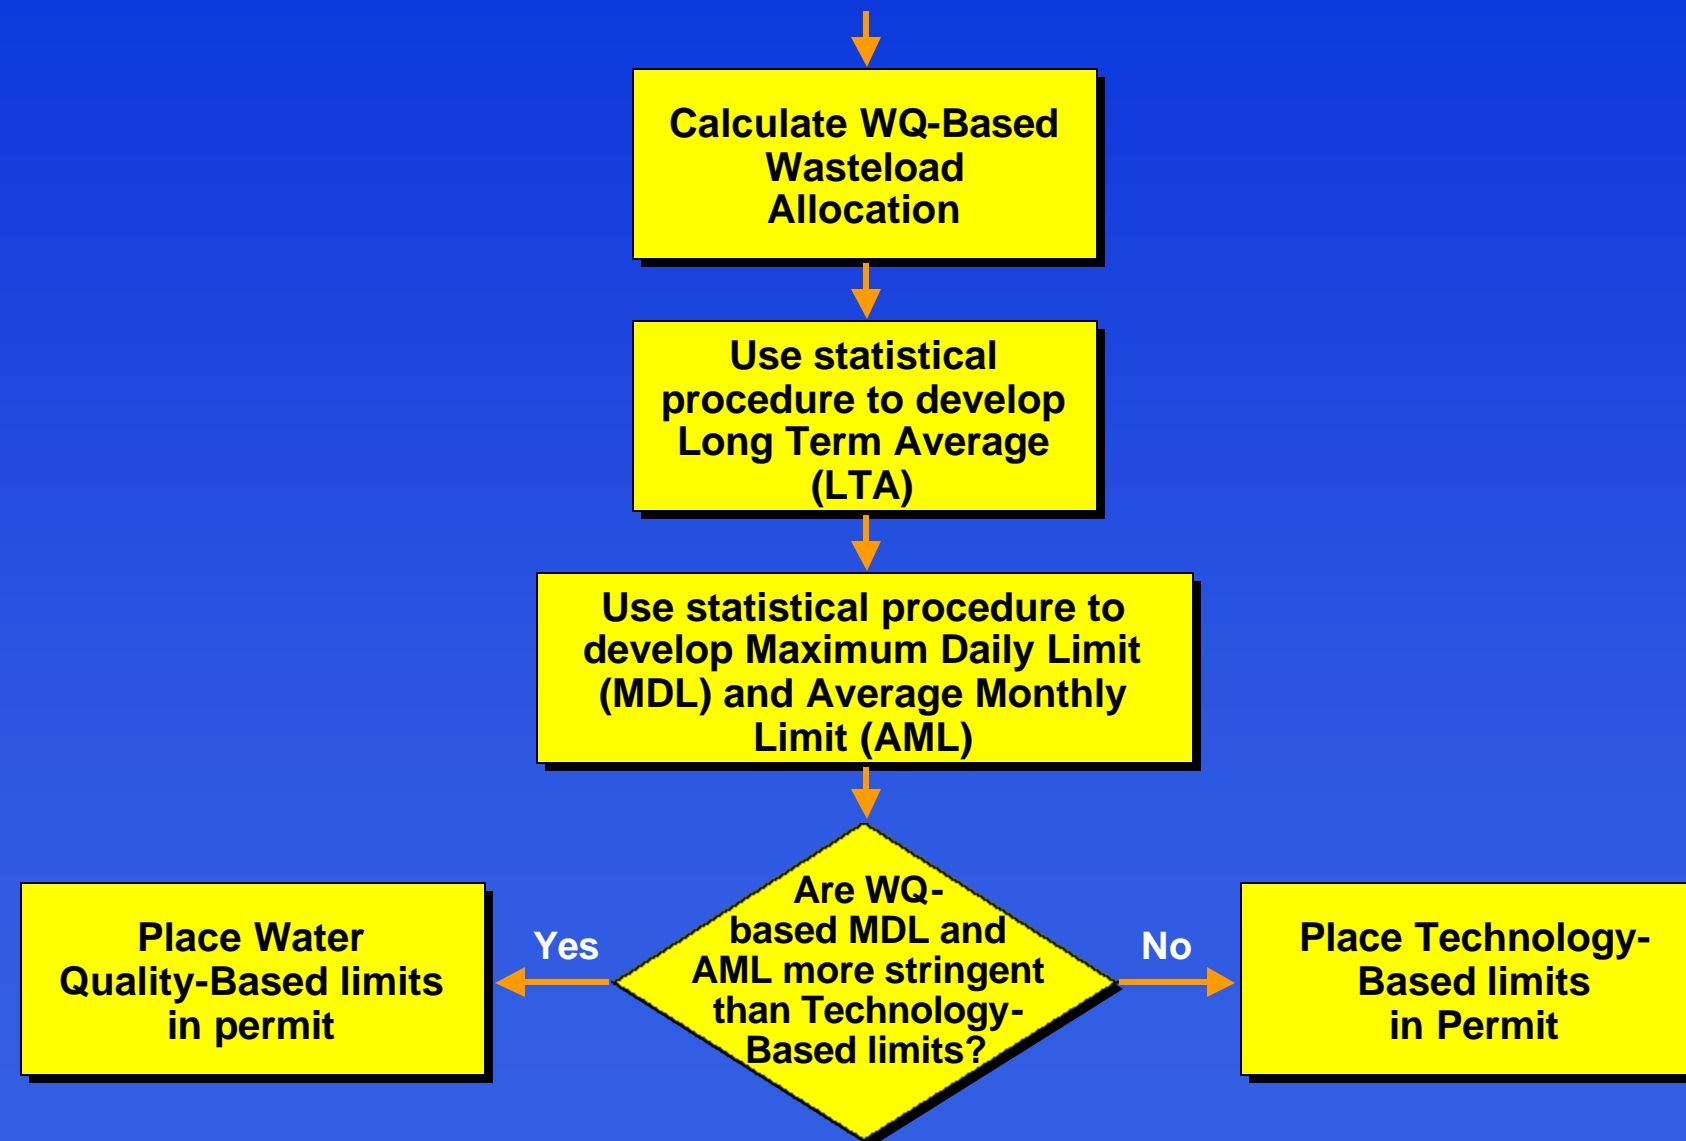 Calculate WQ-Based
Wasteload
Allocation
Use statistical
procedure to develop
Long Term Average
(LTA)
Use statistical procedure to
develop Maximum Daily Limit
(MDL) and Average Monthly
Limit (AML)
Are WQ-
based MDL and
AML more stringent
than Technology-
Based limits?
Yes
No
Place Water
Quality-Based limits
in permit
Place Technology-
Based limits
in Permit